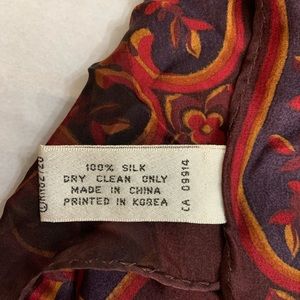 100% SILK
DRY CLEAN ONLY
MADE IN CHINA
PRINTED IN KOREA
CA 09914